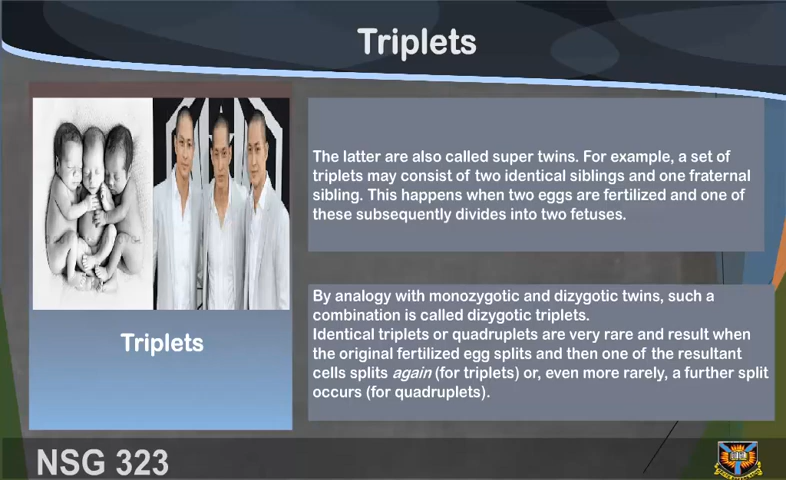 Triplets
The latter are also called super twins. For example, a set of
triplets may consist of two identical siblings and one fraternal
sibling. This happens when two eggs are fertilized and one of
these subsequently divides into two fetuses.
By analogy with monozygotic and dizygotic twins, such a
combination is called dizygotic triplets.
Identical triplets or quadruplets are very rare and result when
the original fertilized egg splits and then one of the resultant
cells splits again (for triplets) or, even more rarely, a further split
occurs (for quadruplets).
Triplets
NSG 323